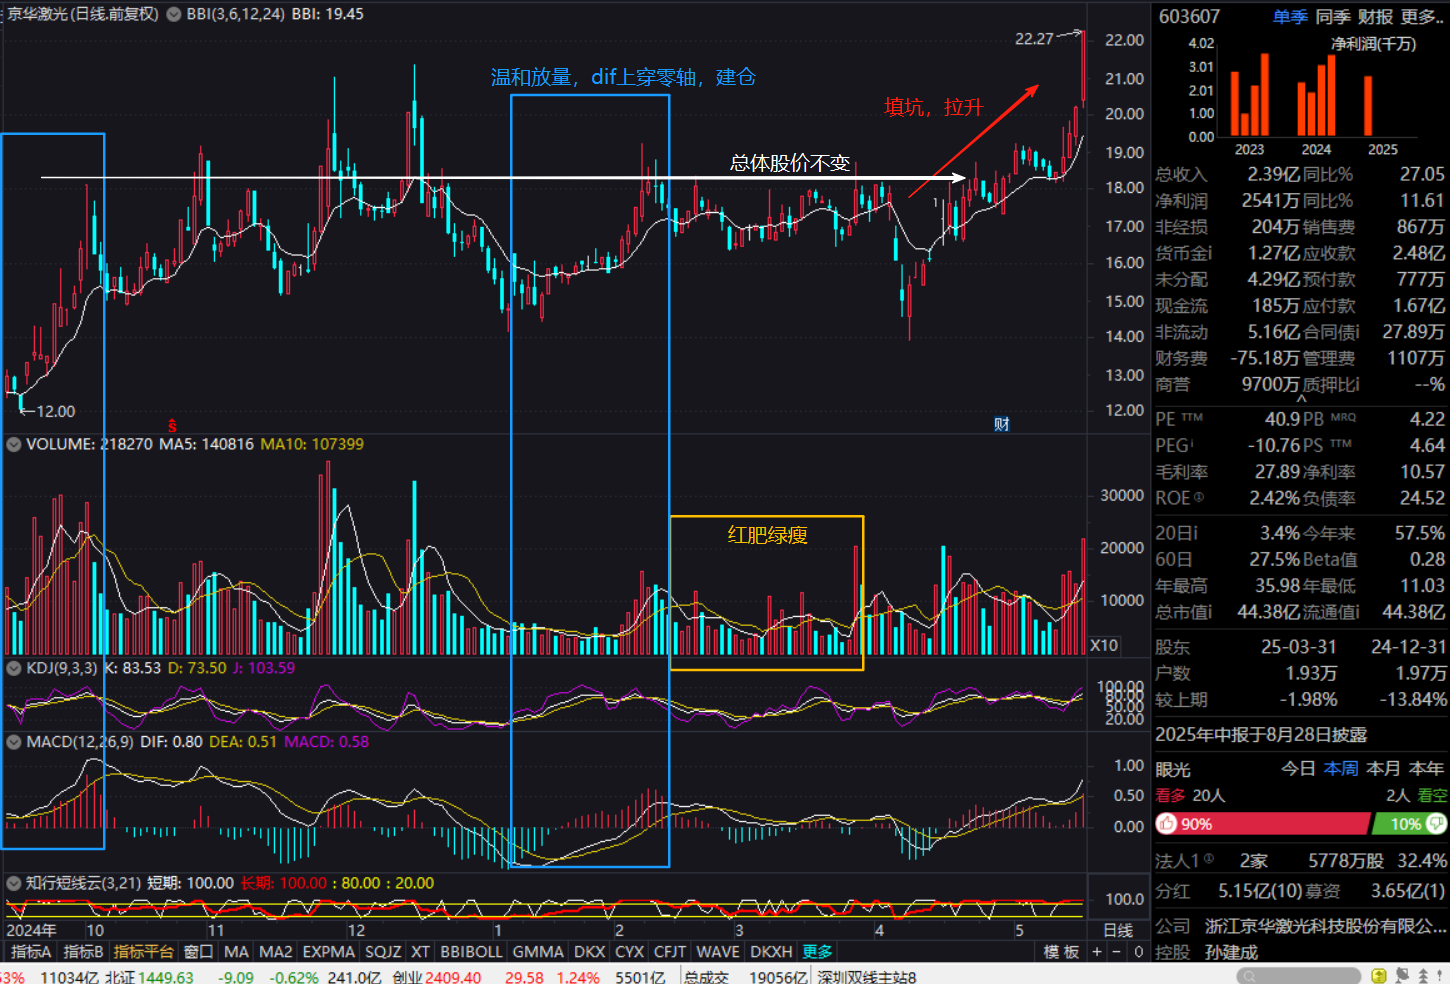 京华激光(日线.前复权) BBI(3,6,12,24) BBI: 19.45
22.27
温和放量，dif上穿零轴，建仓
填坑，拉升
总体股价不变
1
12.00
ŝ
财
22.00
21.00
20.00
19.00
18.00
17.00
16.00
15.00
14.00
13.00
12.00
VOLUME: 218270 MA5: 140816 MA10: 107399
红肥绿瘦
30000
20000
10000
X10
KDJ(9,3,3) K: 83.53 D: 73.50 J: 103.59
100.00
80.00
50.00
20.00
MACD(12,26,9) DIF: 0.80 DEA: 0.51 MACD: 0.58
1.00
0.50
0.00
知行短线云(3,21) 短期: 100.00 长期: 100.00 : 80.00 : 20.00
100.0
2024年 10 11 12 1 2 3 4 5 日线
指标A 指标B 指标平台 窗口 MA MA2 EXPMA SQJZ XT BBIBOLL GMMA DKX CYX CFJT WAVE DKXH 更多 模板 + − 0
603607 单季 同季 财报 更多..
净利润(千万)
4.02
3.01
2.01
1.00
0.00
2023 2024 2025
总收入 2.39亿 同比% 27.05
净利润 2541万 同比% 11.61
非经损 204万 销售费 867万
货币金i 1.27亿 应收款 2.48亿
未分配 4.29亿 预付款 777万
现金流 185万 应付款 1.67亿
非流动 5.16亿 合同债i 27.89万
财务费 -75.18万 管理费 1107万
商誉 9700万 质押比i --%
PE TTM 40.9 PB MRQ 4.22
PEG i -10.76 PS TTM 4.64
毛利率 27.89 净利率 10.57
ROE 2.42% 负债率 24.52
20日i 3.4% 今年来 57.5%
60日 27.5% Beta值 0.28
年最高 35.98 年最低 11.03
总市值i 44.38亿 流通值i 44.38亿
股东 25-03-31 24-12-31
户数 1.93万 1.97万
较上期 -1.98% -13.84%
2025年中报于8月28日披露
眼光 今日 本周 本月 本年
看多 20人 2人 看空
90% 10%
法人1 2家 5778万股 32.4%
分红 5.15亿(10) 募资 3.65亿(1)
公司 浙江京华激光科技股份有限公...
控股 孙建成
53% 11034亿 北证 1449.63 -9.09 -0.62% 241.0亿 创业 2409.40 29.58 1.24% 5501亿 总成交 19056亿 深圳双线主站8